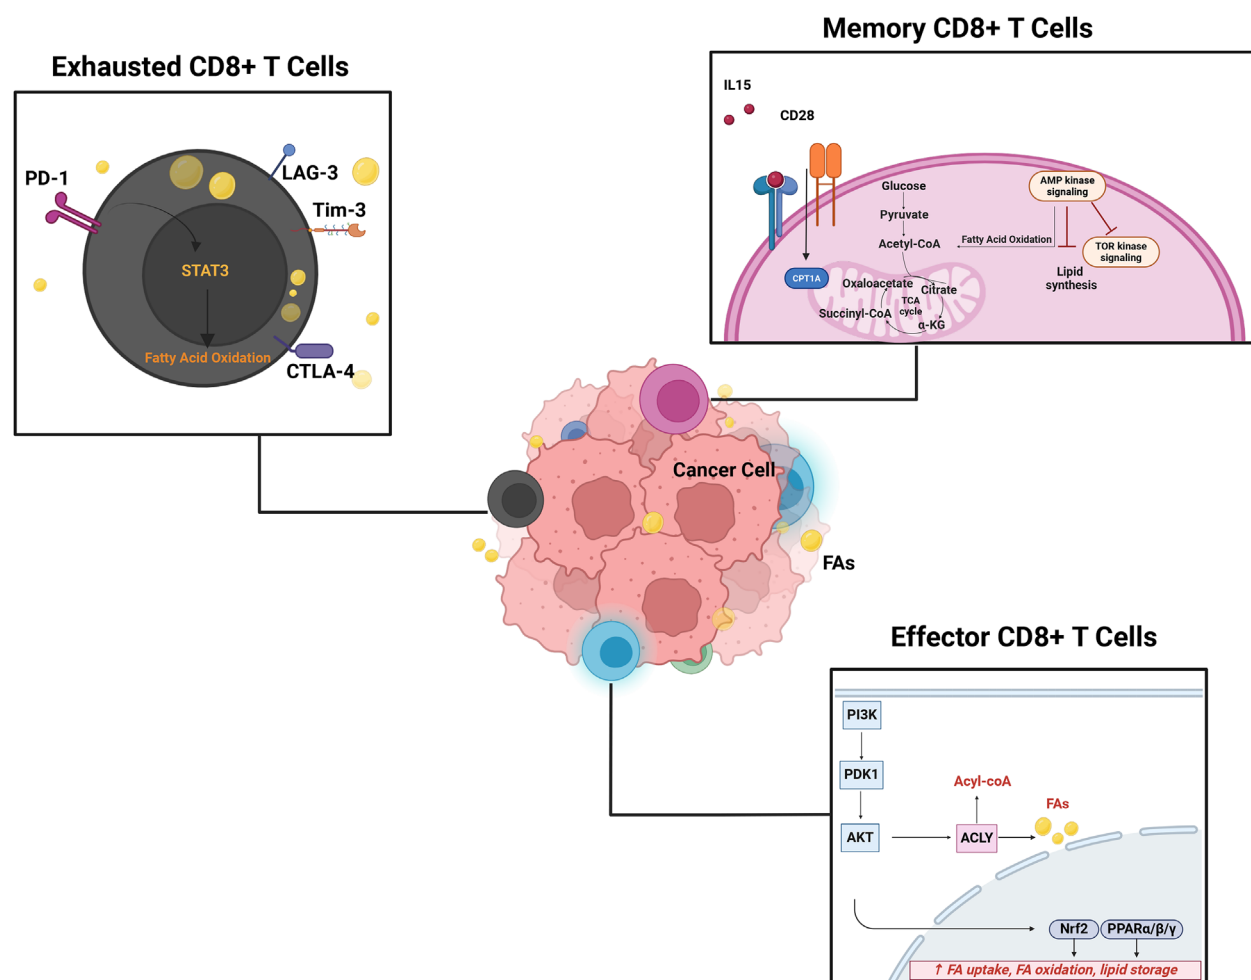 Memory CD8+ T Cells
Exhausted CD8+ T Cells
IL15
CD28
PD-1
LAG-3
Tim-3
STAT3
Fatty Acid Oxidation
CTLA-4
Glucose
Pyruvate
Acetyl-CoA
Fatty Acid Oxidation
AMP kinase
signaling
TOR kinase
signaling
Lipid
synthesis
CPT1A
Oxaloacetate
Citrate
TCA
cycle
Succinyl-CoA
α-KG
Cancer Cell
FAs
Effector CD8+ T Cells
PI3K
PDK1
AKT
Acyl-coA
ACLY
FAs
Nrf2
PPARα/β/γ
↑ FA uptake, FA oxidation, lipid storage